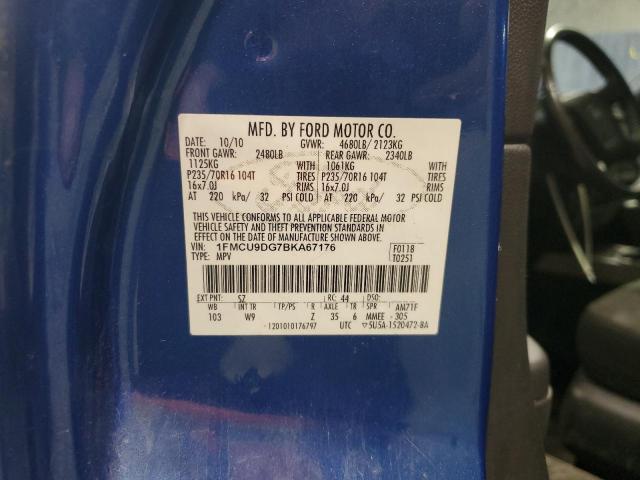 MFD. BY FORD MOTOR CO.
DATE: 10/10 GVWR: 4680LB/ 2123KG
FRONT GAWR: 2480LB REAR GAWR: 2340LB
1125KG WITH 1061KG WITH
P235/70R16 104T TIRES P235/70R16 104T TIRES
16x7.0J RIMS 16x7.0J RIMS
AT 220 kPa/ 32 PSI COLD AT 220 kPa/ 32 PSI COLD
THIS VEHICLE CONFORMS TO ALL APPLICABLE FEDERAL MOTOR
VEHICLE SAFETY AND THEFT PREVENTION STANDARDS IN
EFFECT ON THE DATE OF MANUFACTURE SHOWN ABOVE.
VIN: 1FMCU9DG7BKA67176 F0118
TYPE: MPV T0251
EXT PNT: SZ RC: 44 DSO:
WB INT TR TP/PS R AXLE TR SPR AM71F
103 W9 Z 35 6 MMEE 305
1201010176797 UTC ▽5U5A-1520472-BA